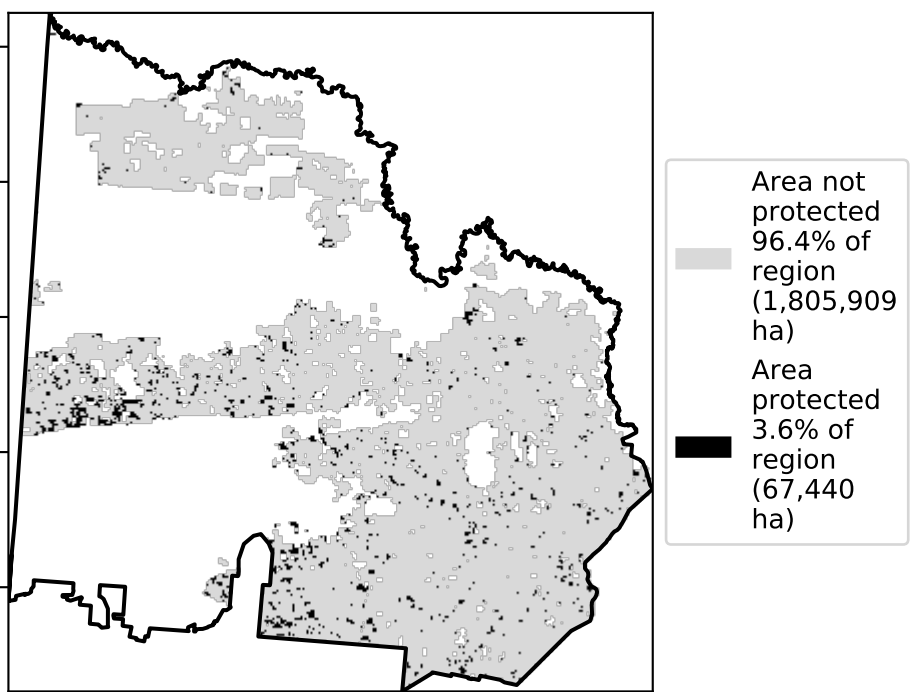 Area not
protected
96.4% of
region
(1,805,909
ha)
Area
protected
3.6% of
region
(67,440
ha)